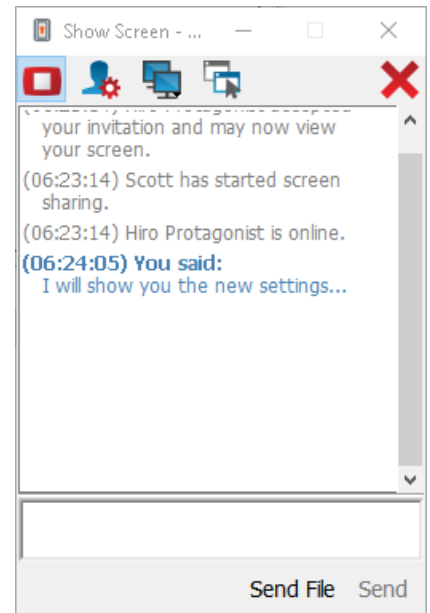 Show Screen - ...
your invitation and may now view
your screen.
(06:23:14) Scott has started screen
sharing.
(06:23:14) Hiro Protagonist is online.
(06:24:05) You said:
I will show you the new settings...
Send File Send